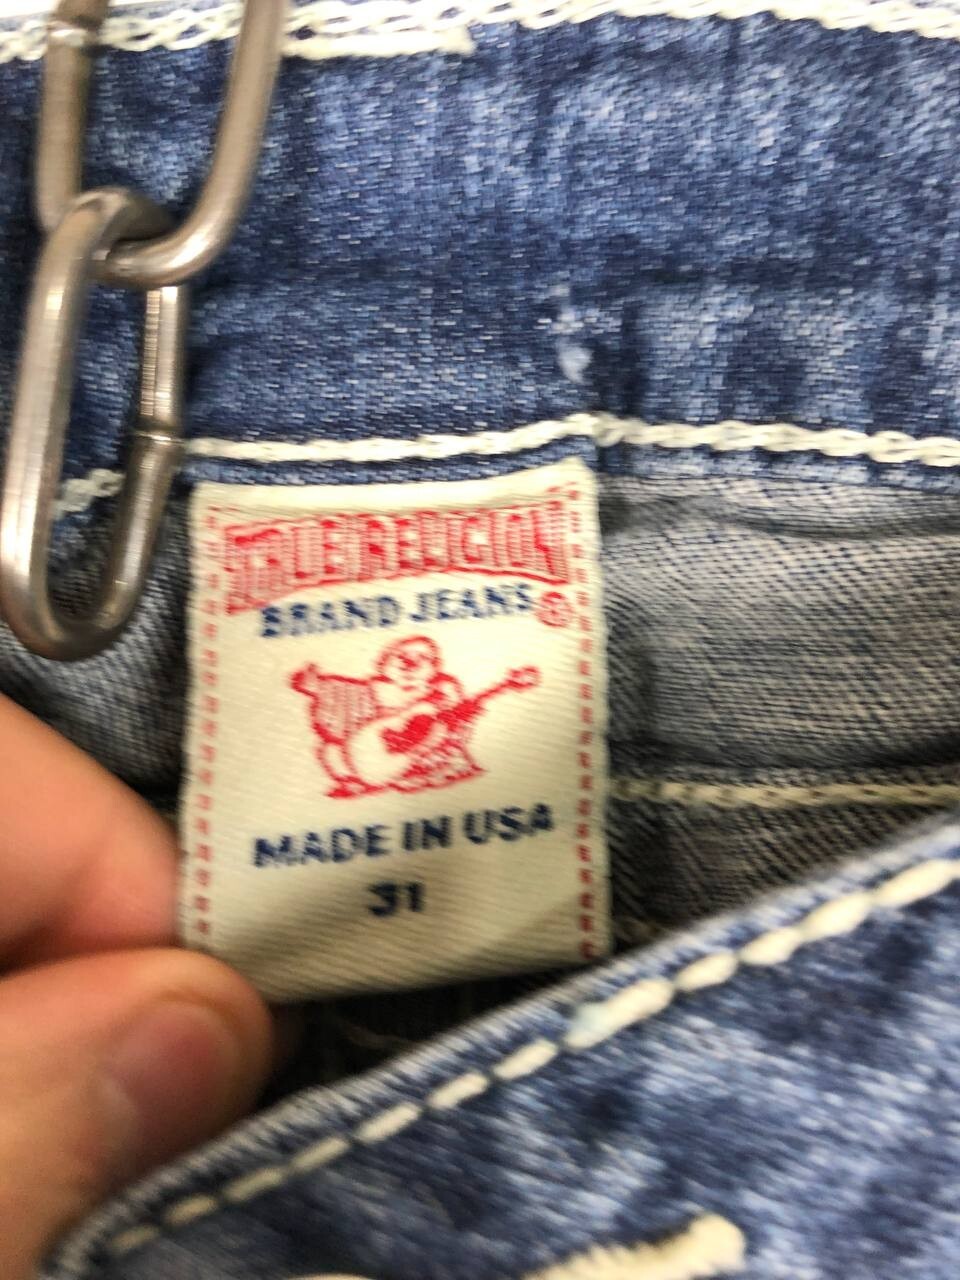 TRUE RELIGION
BRAND JEANS
MADE IN USA
31